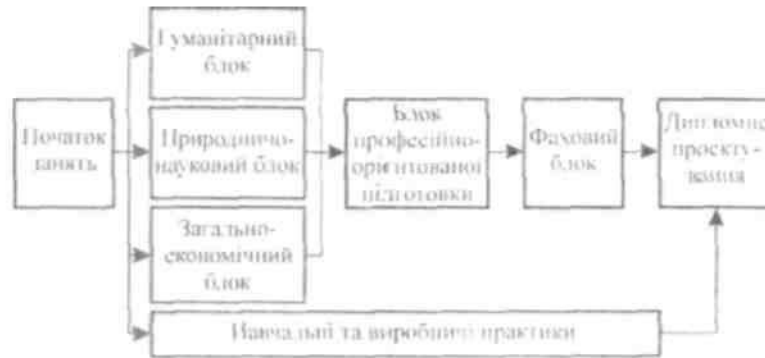 Гуманітарний
блок
Початок
занять
Природничо-
науковий блок
Загально-
економічний
блок
Блок
професійно-
орієнтованої
підготовки
Фаховий
блок
Дипломне
проекту-
вання
Навчальні та виробничі практики